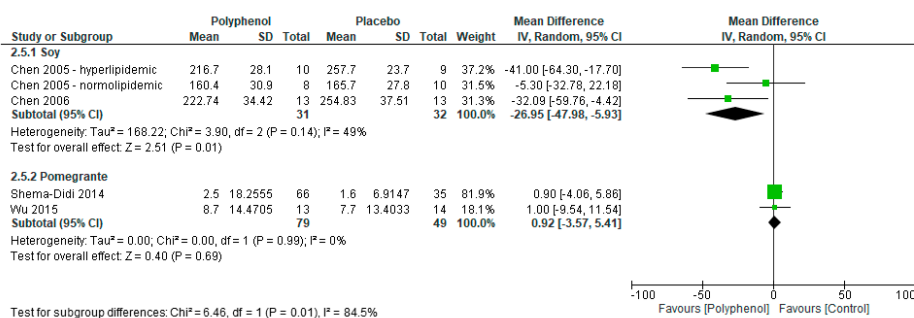 Polyphenol Placebo Mean Difference Mean Difference
Study or Subgroup Mean SD Total Mean SD Total Weight IV, Random, 95% CI IV, Random, 95% CI
2.5.1 Soy
Chen 2005 - hyperlipidemic 216.7 28.1 10 257.7 23.7 9 37.2% -41.00 [-64.30, -17.70]
Chen 2005 - normolipidemic 160.4 30.9 8 165.7 27.8 10 31.5% -5.30 [-32.78, 22.18]
Chen 2006 222.74 34.42 13 254.83 37.51 13 31.3% -32.09 [-59.76, -4.42]
Subtotal (95% CI) 31 32 100.0% -26.95 [-47.98, -5.93]
Heterogeneity: Tau² = 168.22; Chi² = 3.90, df = 2 (P = 0.14); I² = 49%
Test for overall effect: Z = 2.51 (P = 0.01)
2.5.2 Pomegrante
Shema-Didi 2014 2.5 18.2555 66 1.6 6.9147 35 81.9% 0.90 [-4.06, 5.86]
Wu 2015 8.7 14.4705 13 7.7 13.4033 14 18.1% 1.00 [-9.54, 11.54]
Subtotal (95% CI) 79 49 100.0% 0.92 [-3.57, 5.41]
Heterogeneity: Tau² = 0.00; Chi² = 0.00, df = 1 (P = 0.99); I² = 0%
Test for overall effect: Z = 0.40 (P = 0.69)
-100 -50 0 50 100
Favours [Polyphenol] Favours [Control]
Test for subgroup differences: Chi² = 6.46, df = 1 (P = 0.01), I² = 84.5%